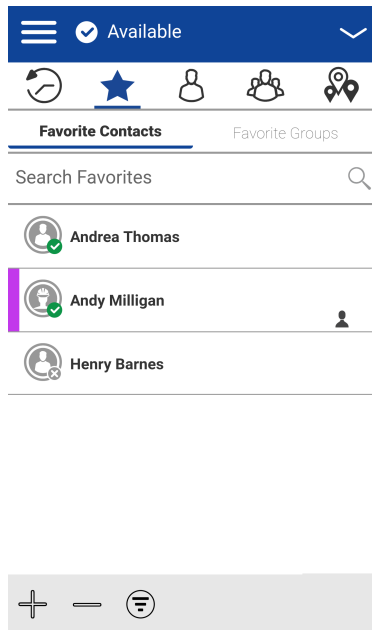 Available
Favorite Contacts
Favorite Groups
Search Favorites
Andrea Thomas
Andy Milligan
Henry Barnes